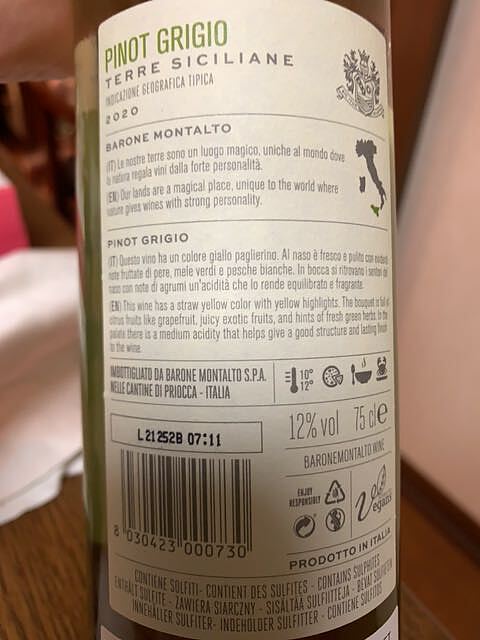 PINOT GRIGIO
TERRE SICILIANE
INDICAZIONE GEOGRAFICA TIPICA
2020
BARONE MONTALTO
(IT) Le nostre terre sono un luogo magico, uniche al mondo dove
la natura regala vini dalla forte personalità.
(EN) Our lands are a magical place, unique to the world where
nature gives wines with strong personality.
PINOT GRIGIO
(IT) Questo vino ha un colore giallo paglierino. Al naso è fresco e pulito con evidenti
note fruttate di pere, mele verdi e pesche bianche. In bocca si ritrovano i sentori del
naso con note di agrumi un'acidità che lo rende equilibrato e fragrante.
(EN) This wine has a straw yellow color with yellow highlights. The bouquet is full of
citrus fruits like grapefruit, juicy exotic fruits, and hints of fresh green herbs. In the
palate there is a medium acidity that helps give a good structure and lasting finish
to the wine.
IMBOTTIGLIATO DA BARONE MONTALTO S.P.A.
NELLE CANTINE DI PRIOCCA - ITALIA
10°
12°
L21252B 07:11
12% vol 75 cl e
BARONEMONTALTO.WINE
ENJOY
RESPONSIBLY
Vegans
8 030423 000730
PRODOTTO IN ITALIA
CONTIENE SOLFITI - CONTIENT DES SULFITES - CONTAINS SULPHITES
ENTHÄLT SULFITE - ZAWIERA SIARCZNY - SISÄLTÄÄ SULFIITTEJA - BEVAT SULFIETEN
INNEHÅLLER SULFITER - INDEHOLDER SULFITTER - CONTIENE SULFITOS